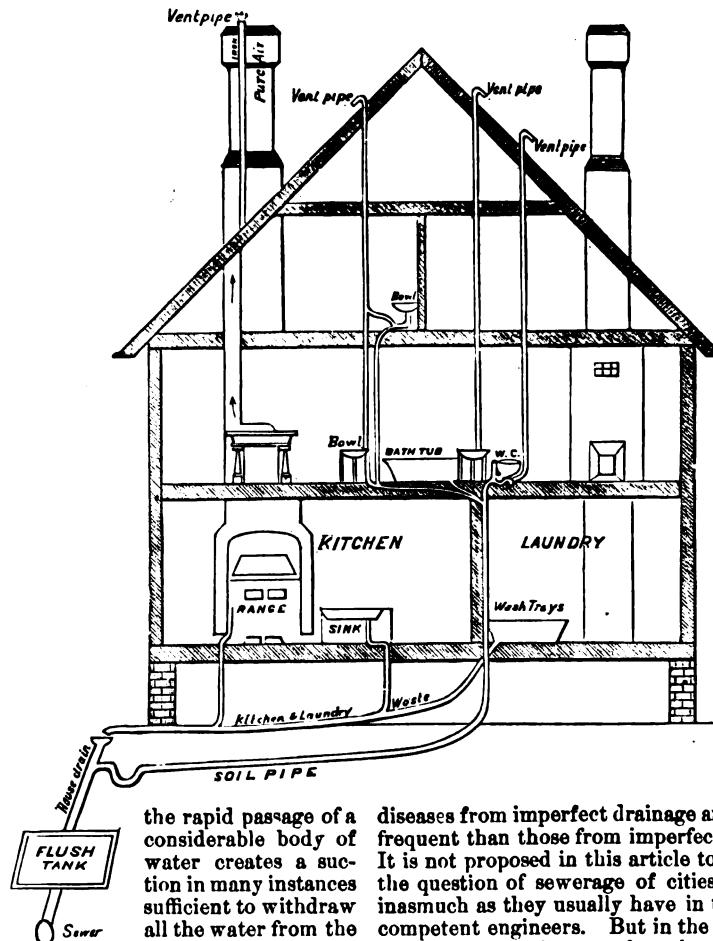 Ventpipe
IRON
Pure Air
Vent pipe
Vent pipe
Ventpipe
Bowl
Bowl
BATH TUB
W.C.
KITCHEN
LAUNDRY
RANGE
SINK
Wash Trays
Kitchen & Laundry
Waste
House drain
SOIL PIPE
FLUSH
TANK
Sewer
the rapid passage of a
considerable body of
water creates a suc-
tion in many instances
sufficient to withdraw
all the water from the
diseases from imperfect drainage a
frequent than those from imperfec
It is not proposed in this article to
the question of sewerage of cities
inasmuch as they usually have in
competent engineers. But in the